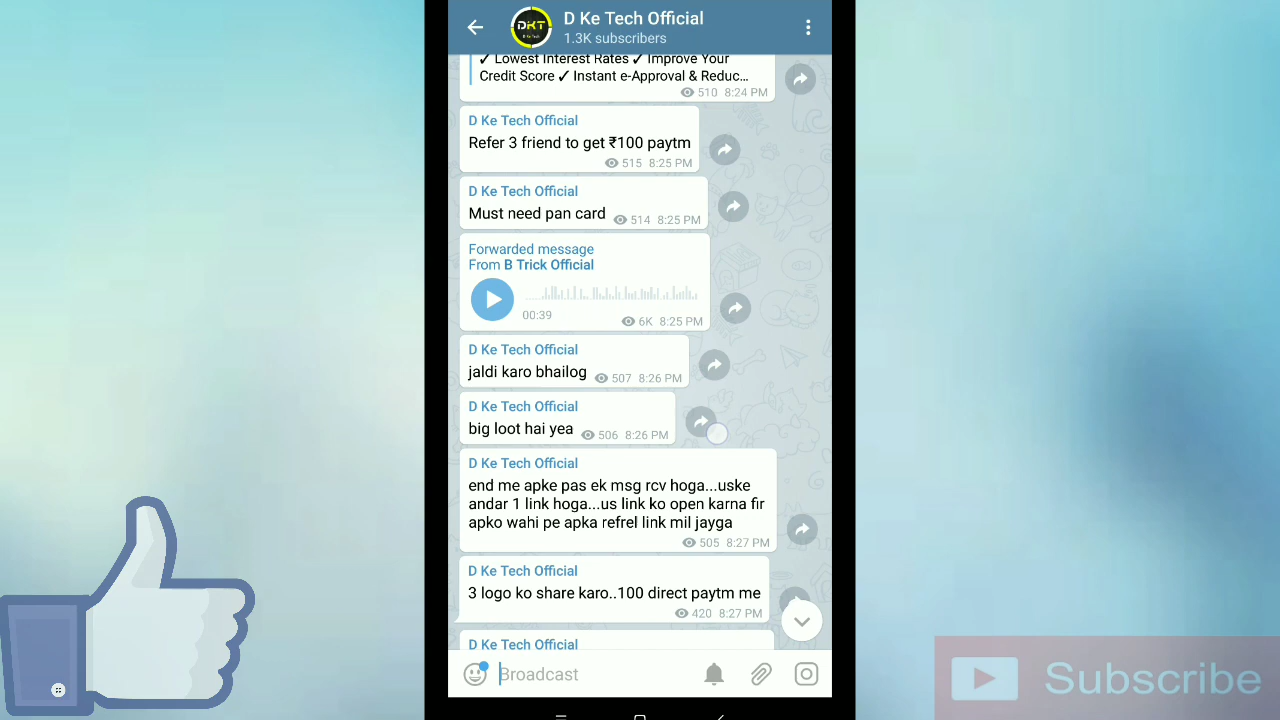 DKT
D Ke Tech
D Ke Tech Official
1.3K subscribers
✓ Lowest Interest Rates ✓ Improve Your
Credit Score ✓ Instant e-Approval & Reduc...
510 8:24 PM
D Ke Tech Official
Refer 3 friend to get ₹100 paytm
515 8:25 PM
D Ke Tech Official
Must need pan card
514 8:25 PM
Forwarded message
From B Trick Official
00:39
6K 8:25 PM
D Ke Tech Official
jaldi karo bhailog
507 8:26 PM
D Ke Tech Official
big loot hai yea
506 8:26 PM
D Ke Tech Official
end me apke pas ek msg rcv hoga...uske
andar 1 link hoga...us link ko open karna fir
apko wahi pe apka refrel link mil jayga
505 8:27 PM
D Ke Tech Official
3 logo ko share karo..100 direct paytm me
420 8:27 PM
D Ke Tech Official
Broadcast
Subscribe